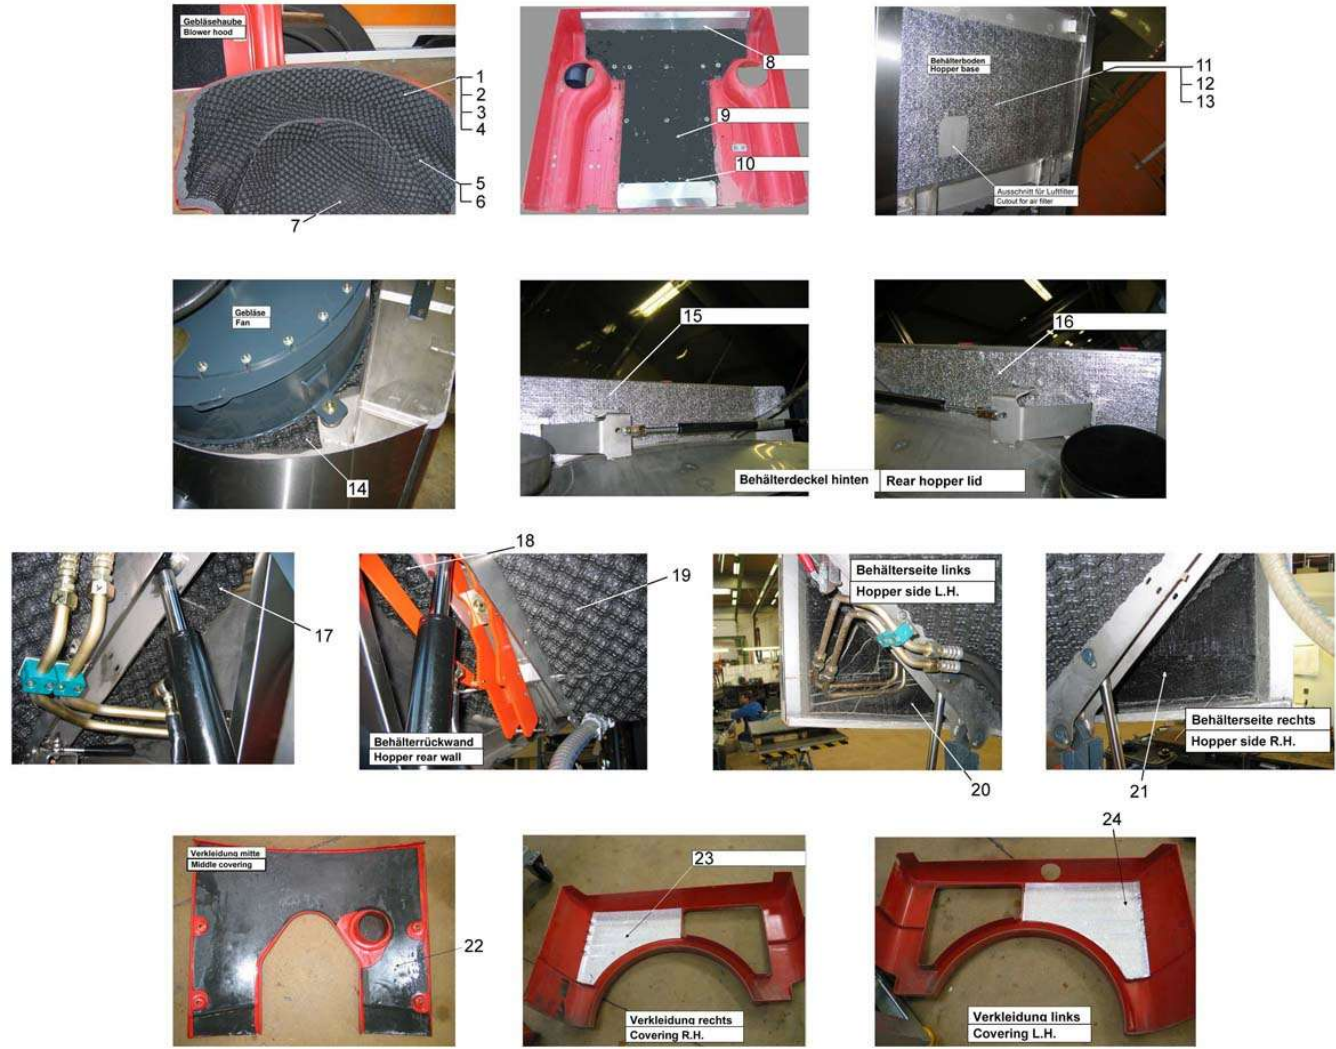 Gebläsehaube
Blower hood
1
2
3
4
5
6
7
8
9
10
Behälterboden
Hopper base
11
12
13
Ausschnitt für Luftfilter
Cutout for air filter
Gebläse
Fan
14
15
16
Behälterdeckel hinten
Rear hopper lid
17
18
19
Behälterrückwand
Hopper rear wall
Behälterseite links
Hopper side L.H.
20
Behälterseite rechts
Hopper side R.H.
21
Verkleidung mitte
Middle covering
22
23
Verkleidung rechts
Covering R.H.
24
Verkleidung links
Covering L.H.